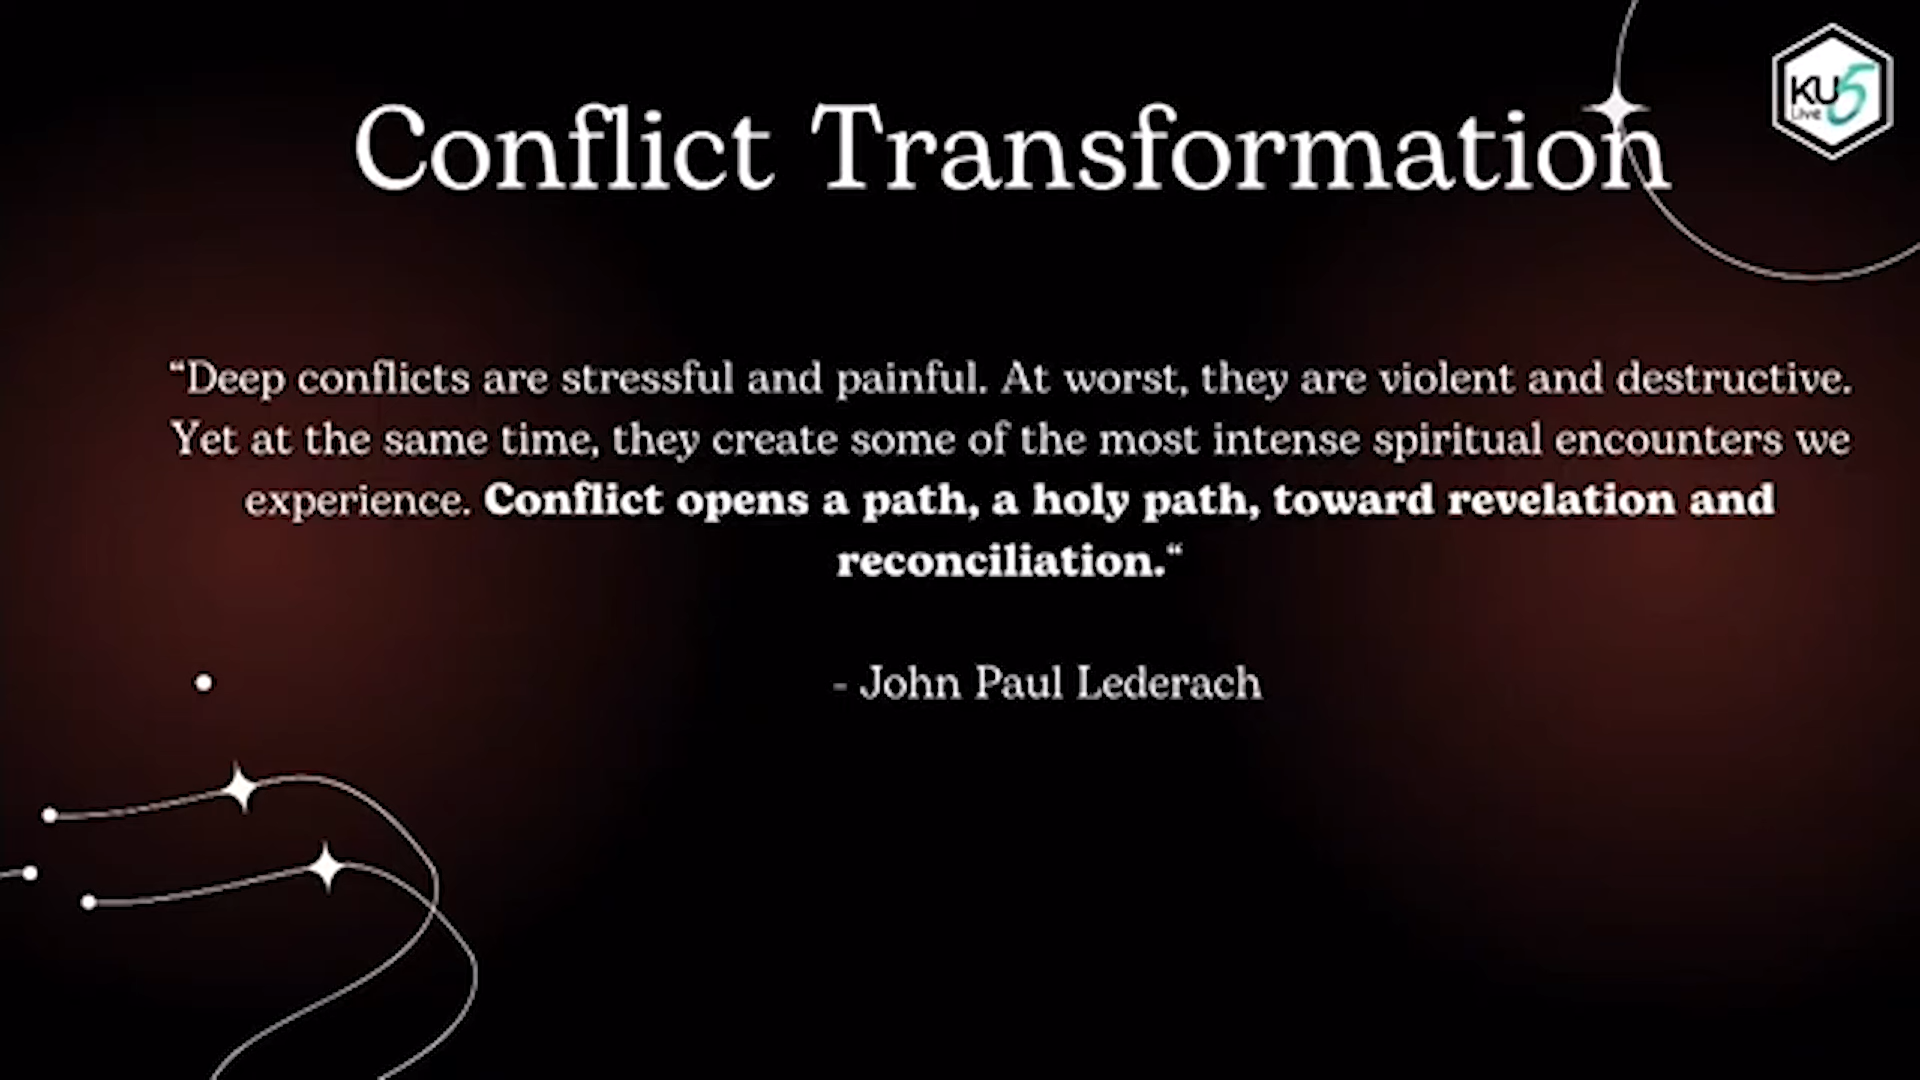 KU5
Live
Conflict Transformation
“Deep conflicts are stressful and painful. At worst, they are violent and destructive.
Yet at the same time, they create some of the most intense spiritual encounters we
experience. Conflict opens a path, a holy path, toward revelation and
reconciliation.“
- John Paul Lederach